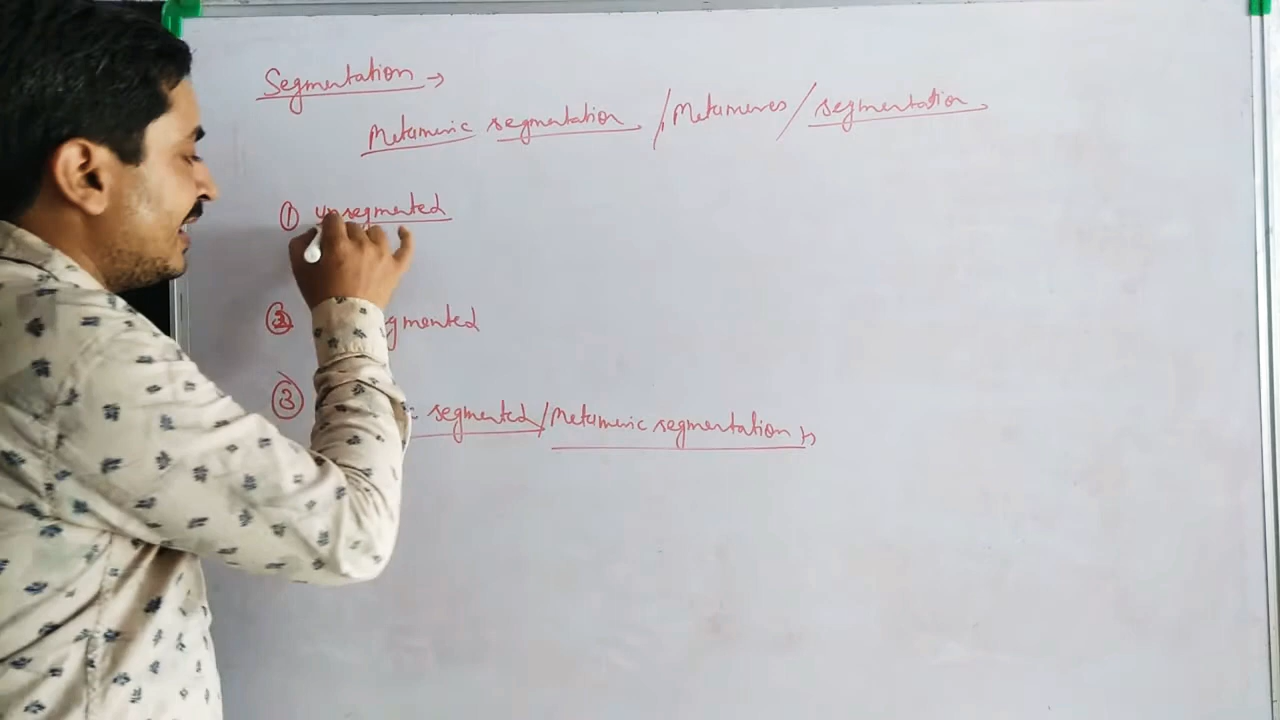 Segmentation →
Metameric segmentation / Metameres / segmentation
① unsegmented
② gmented
③ segmented / Metameric segmentation